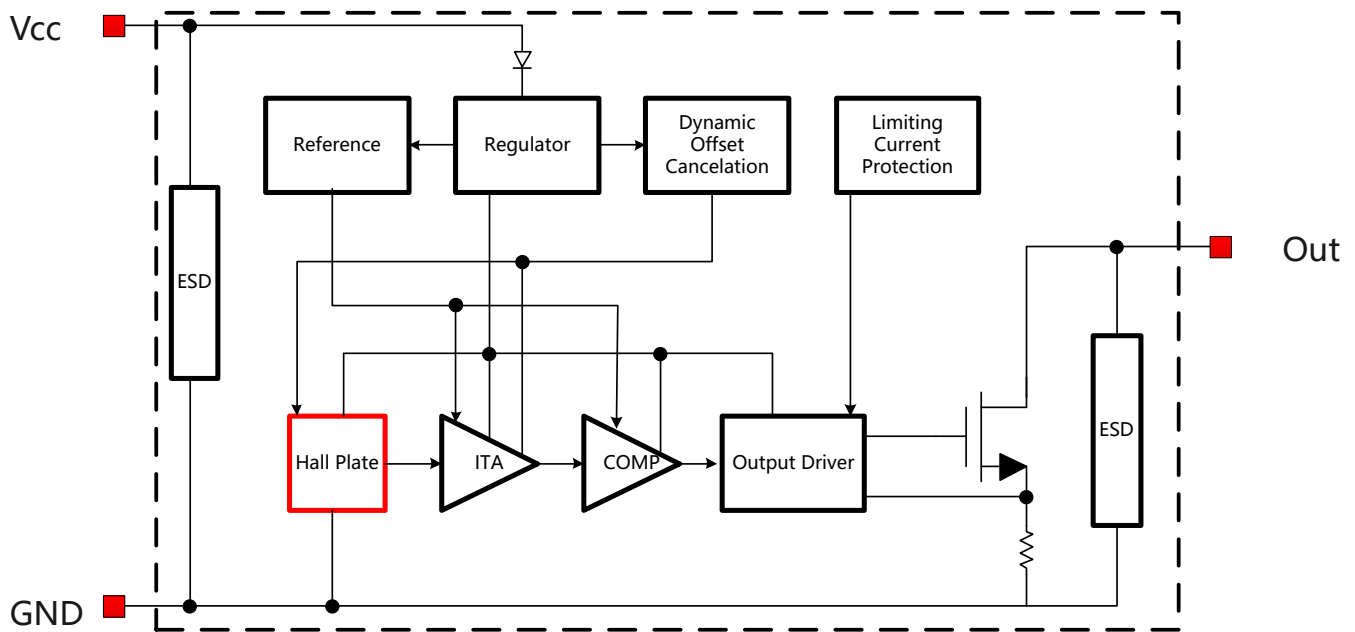 Vcc
Reference
Regulator
Dynamic
Offset
Cancelation
Limiting
Current
Protection
ESD
Out
Hall Plate
ITA
COMP
Output Driver
ESD
GND